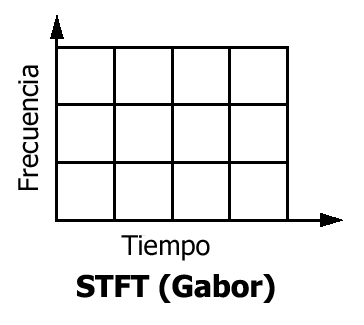 Frecuencia
Tiempo
STFT (Gabor)